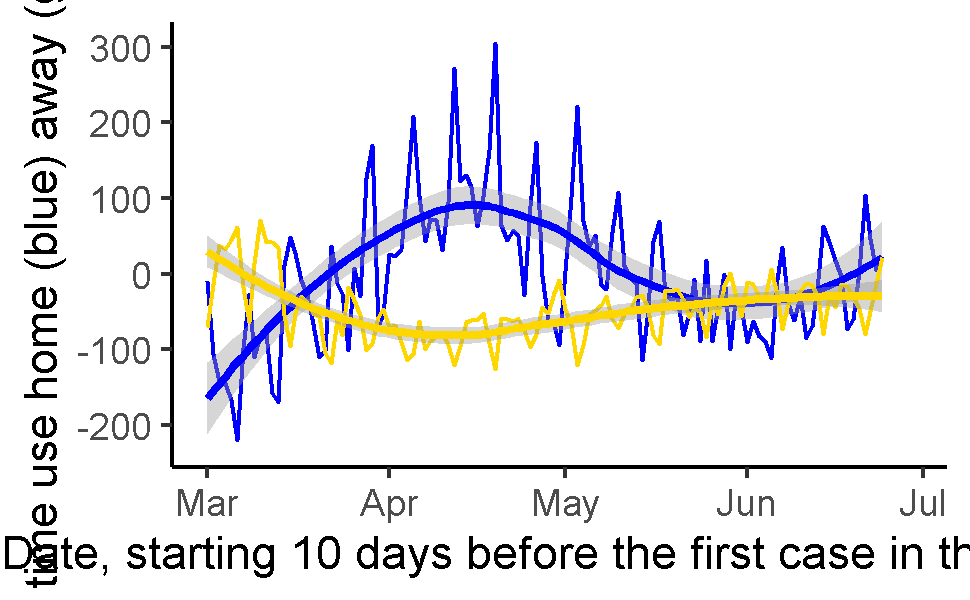 time use home (blue) away (
300
200
100
0
-100
-200
Mar Apr May Jun Jul
Date, starting 10 days before the first case in th